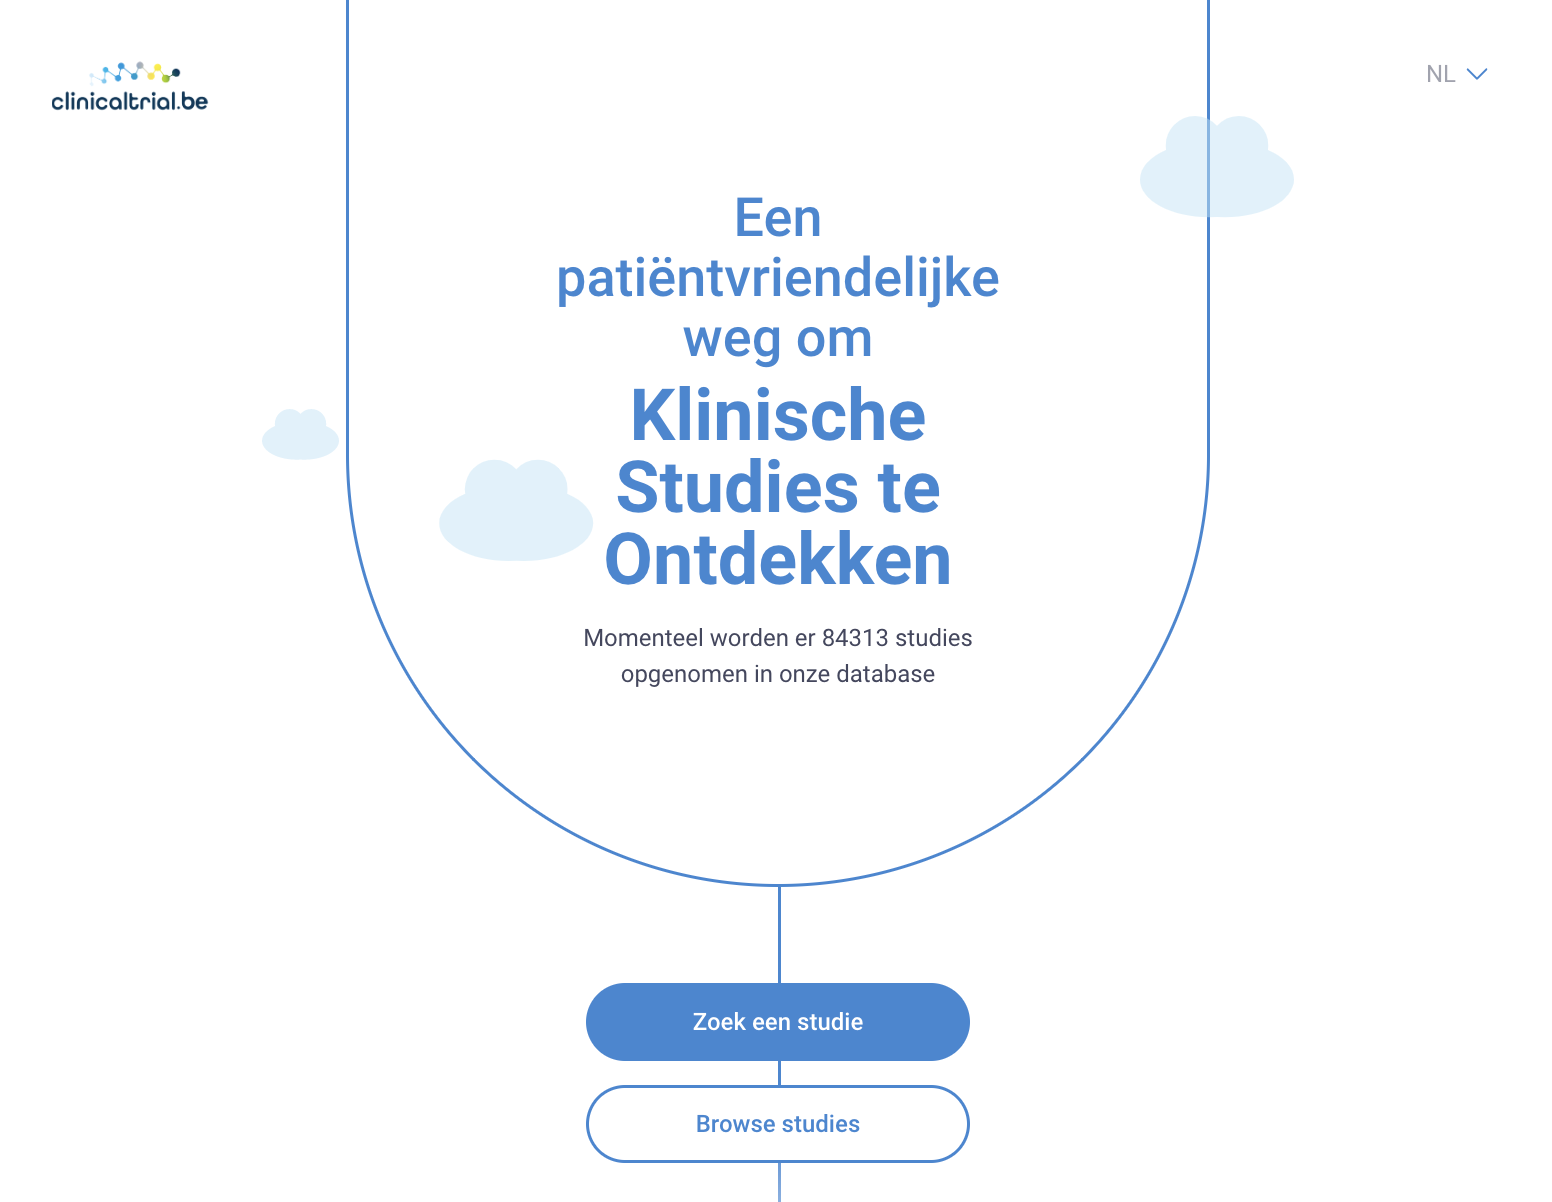 clinicaltrial.be
NL
Een
patiëntvriendelijke
weg om
Klinische
Studies te
Ontdekken
Momenteel worden er 84313 studies
opgenomen in onze database
Zoek een studie
Browse studies